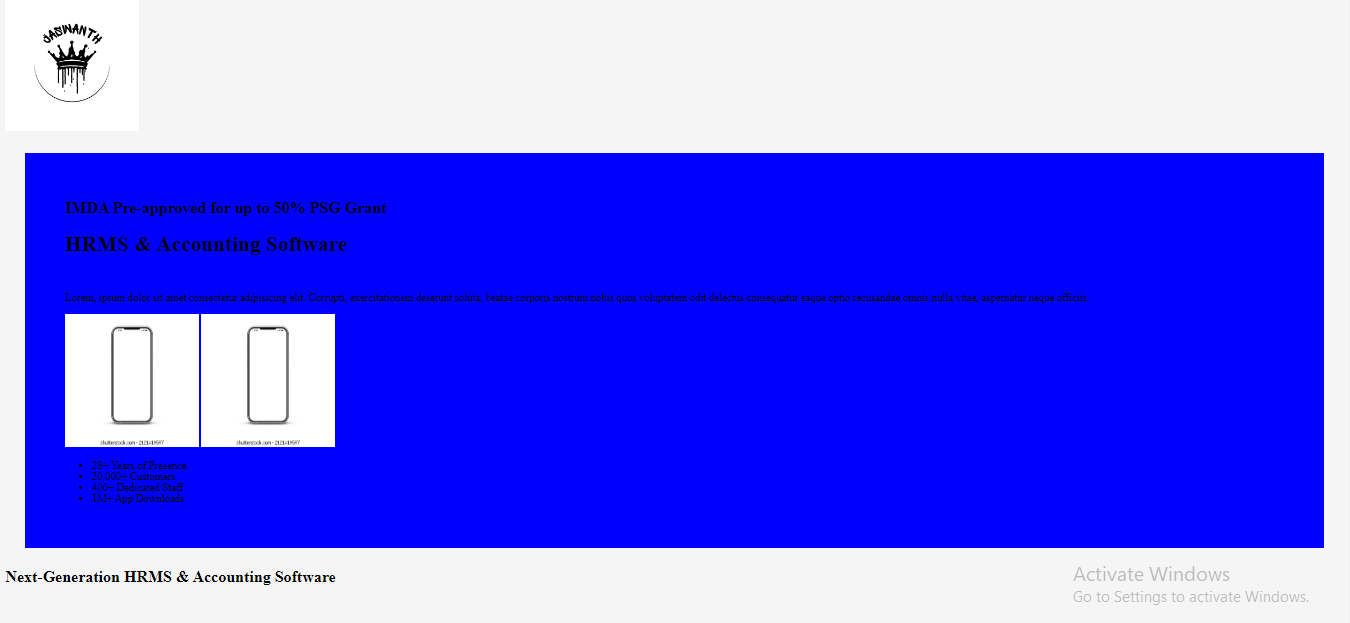 JASWANTH
IMDA Pre-approved for up to 50% PSG Grant
HRMS & Accounting Software
Lorem, ipsum dolor sit amet consectetur adipisicing elit. Corrupti, exercitationem deserunt soluta, beatae corporis nostrum nobis quos voluptatem odit delectus consequatur eaque optio recusandae omnis nulla vitae, aspernatur neque officiis.
shutterstock.com · 2121419597 shutterstock.com · 2121419597
28+ Years of Presence
20,000+ Customers
400+ Dedicated Staff
1M+ App Downloads
Next-Generation HRMS & Accounting Software
Activate Windows
Go to Settings to activate Windows.